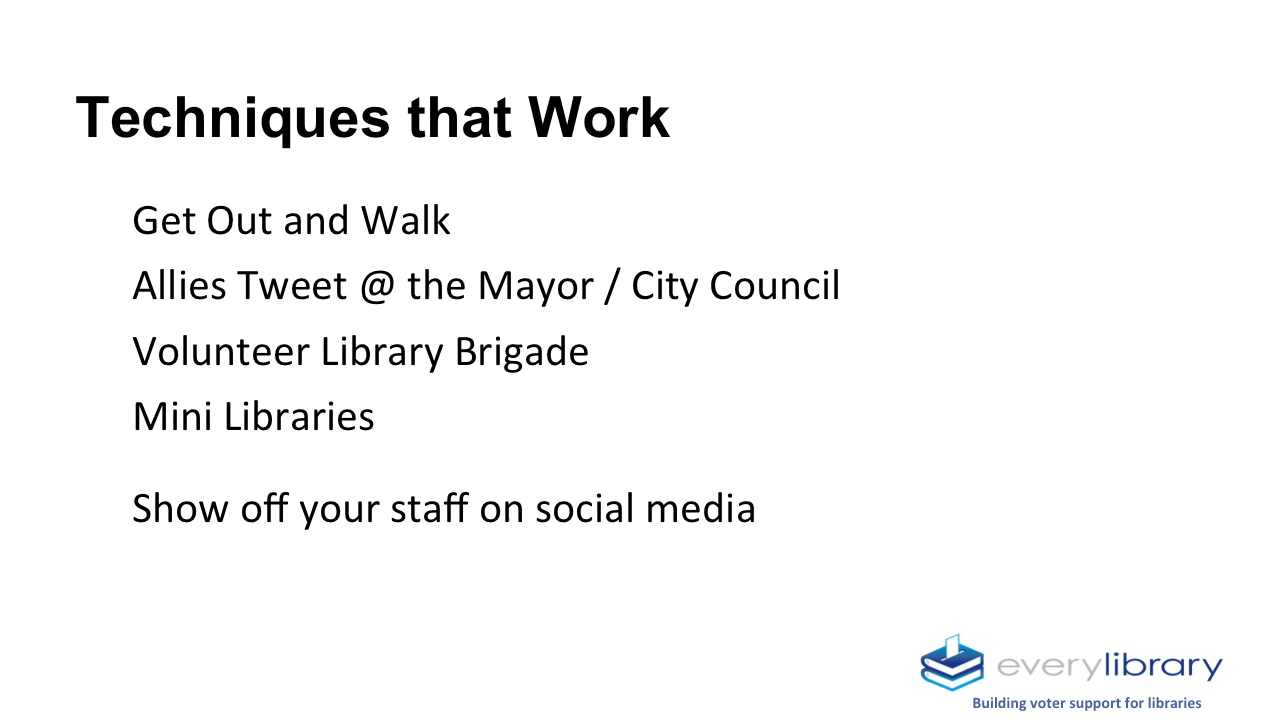 Techniques that Work
Get Out and Walk
Allies Tweet @ the Mayor / City Council
Volunteer Library Brigade
Mini Libraries
Show off your staff on social media
everylibrary
Building voter support for libraries